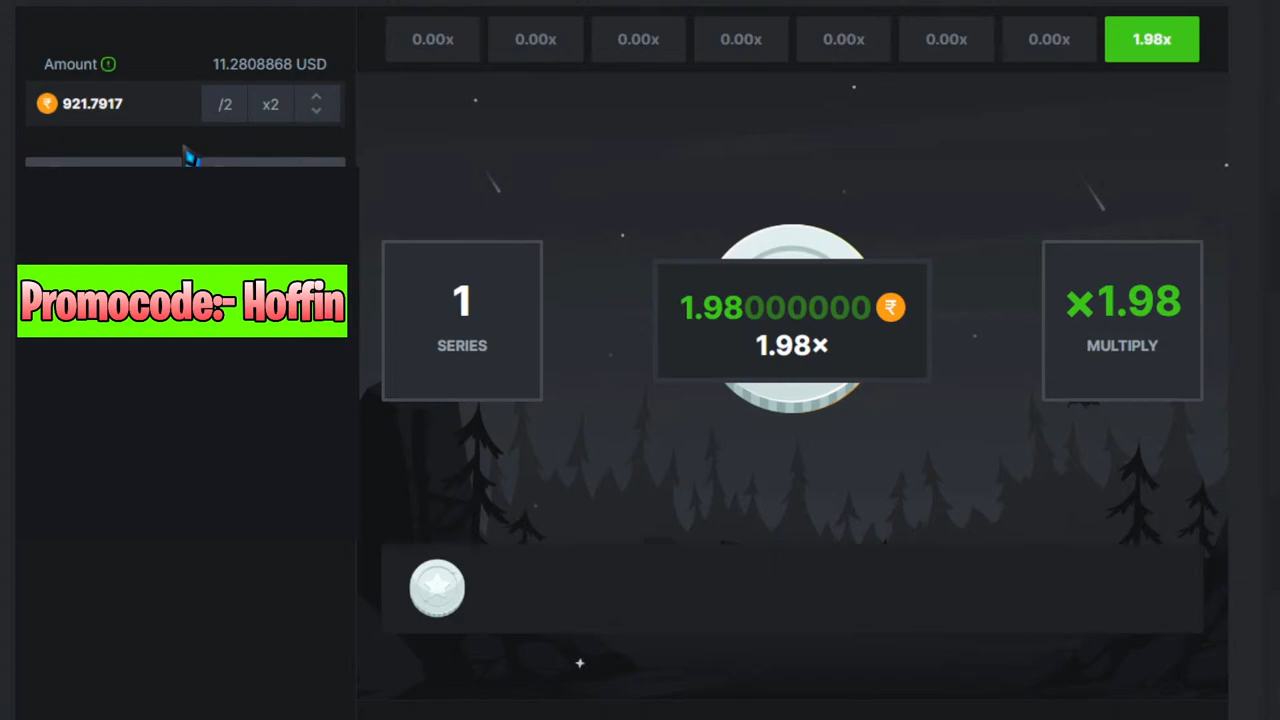 0.00x 0.00x 0.00x 0.00x 0.00x 0.00x 0.00x 1.98x
Amount 11.2808868 USD
₹ 921.7917 /2 x2
Promocode:- Hoffin
1
SERIES
1.98000000 ₹
1.98×
×1.98
MULTIPLY